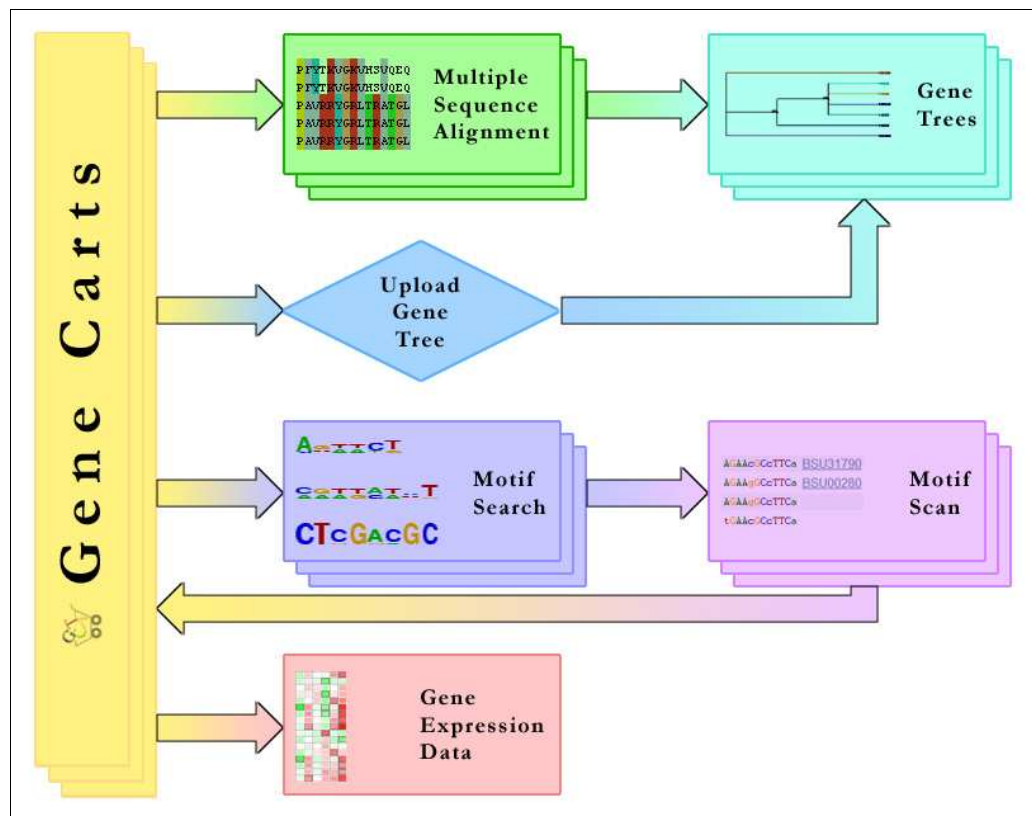 Gene Carts
PFYTKVGKVHSVQEQ
PFYTKVGKVHSVQEQ
PAVRRYGRLTRATGL
PAVRRYGRLTRATGL
PAVRRYGRLTRATGL
Multiple
Sequence
Alignment
Gene
Trees
Upload
Gene
Tree
CTCGACGC
Motif
Search
AGAAcGCcTTCa BSU31790
AGAAgGCcTTCa BSU00280
AGAAgGCcTTCa
tGAAcGCcTTCa
Motif
Scan
Gene
Expression
Data